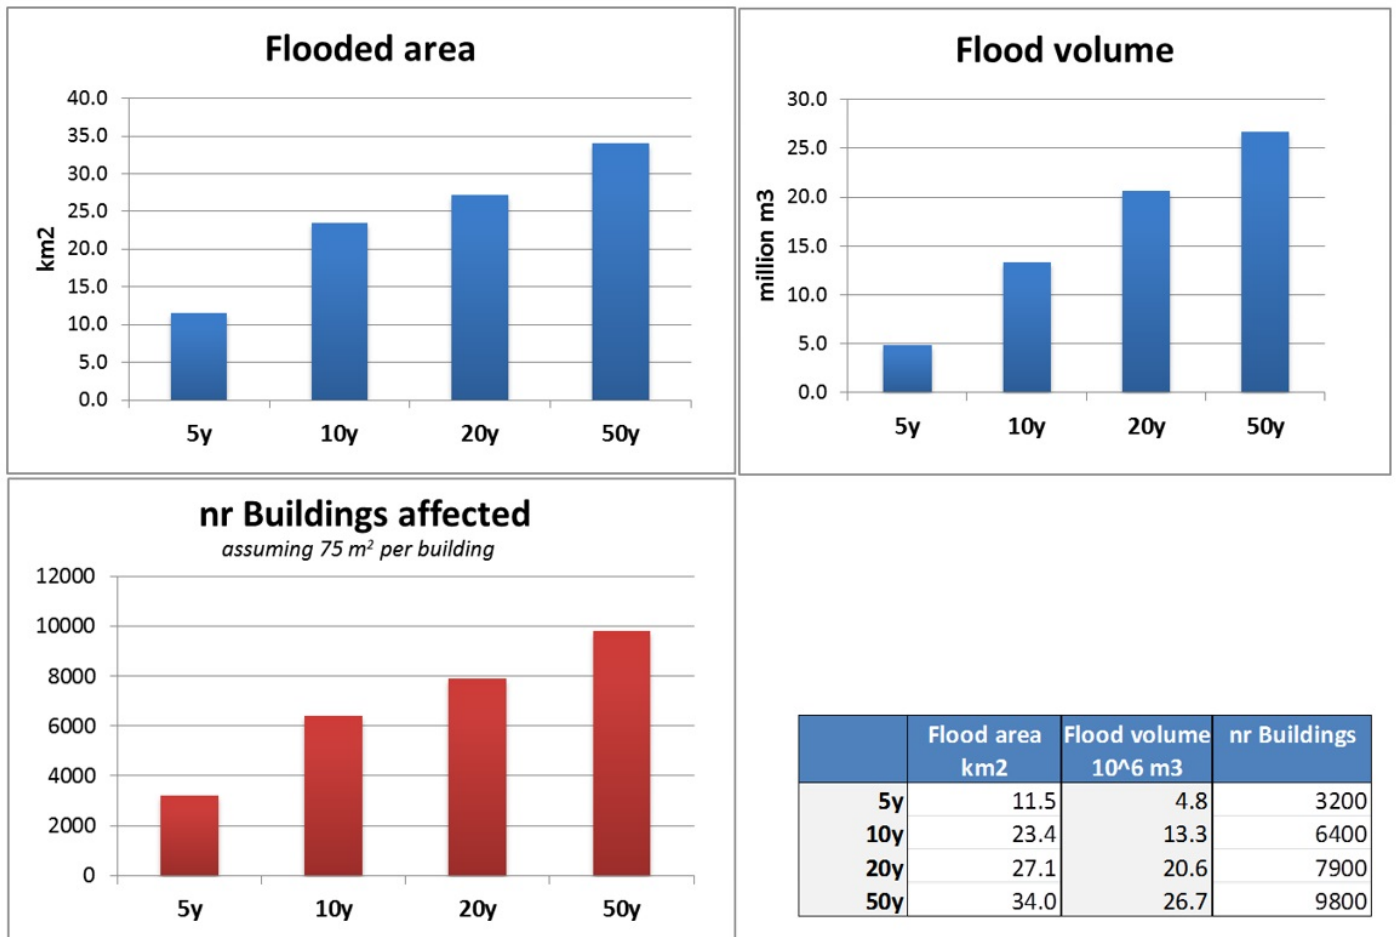 Flooded area
40.0
35.0
30.0
25.0
20.0
15.0
10.0
5.0
0.0
km2
5y 10y 20y 50y
Flood volume
30.0
25.0
20.0
15.0
10.0
5.0
0.0
million m3
5y 10y 20y 50y
nr Buildings affected
assuming 75 m² per building
12000
10000
8000
6000
4000
2000
0
5y 10y 20y 50y
Flood area Flood volume nr Buildings
km2 10^6 m3
5y 11.5 4.8 3200
10y 23.4 13.3 6400
20y 27.1 20.6 7900
50y 34.0 26.7 9800